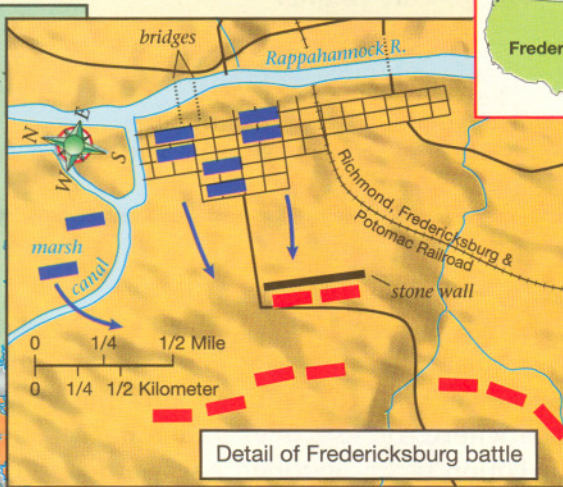 bridges
Rappahannock R.
Freder
N
E
S
W
Richmond, Fredericksburg &
Potomac Railroad
marsh
canal
stone wall
0 1/4 1/2 Mile
0 1/4 1/2 Kilometer
Detail of Fredericksburg battle